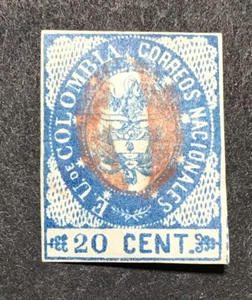 E. U. DE COLOMBIA CORREOS NACIONALES
20 CENT.